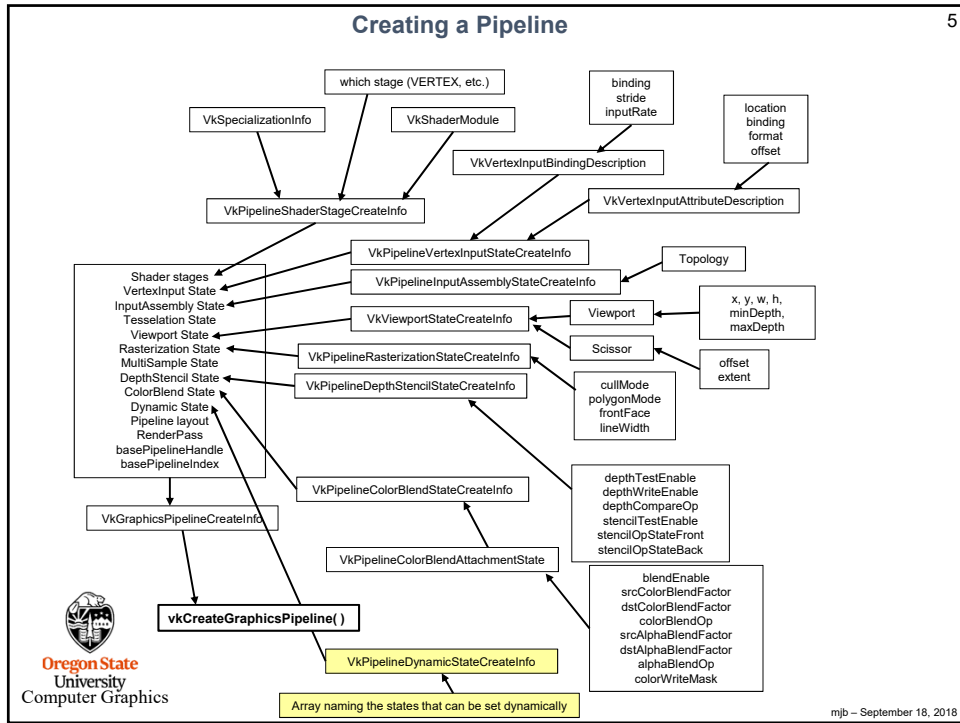 Creating a Pipeline
5
which stage (VERTEX, etc.)
binding
stride
inputRate
location
binding
format
offset
VkSpecializationInfo
VkShaderModule
VkVertexInputBindingDescription
VkPipelineShaderStageCreateInfo
VkVertexInputAttributeDescription
VkPipelineVertexInputStateCreateInfo
Topology
VkPipelineInputAssemblyStateCreateInfo
Shader stages
VertexInput State
InputAssembly State
Tesselation State
Viewport State
Rasterization State
MultiSample State
DepthStencil State
ColorBlend State
Dynamic State
Pipeline layout
RenderPass
basePipelineHandle
basePipelineIndex
VkViewportStateCreateInfo
Viewport
x, y, w, h,
minDepth,
maxDepth
Scissor
offset
extent
VkPipelineRasterizationStateCreateInfo
cullMode
polygonMode
frontFace
lineWidth
VkPipelineDepthStencilStateCreateInfo
depthTestEnable
depthWriteEnable
depthCompareOp
stencilTestEnable
stencilOpStateFront
stencilOpStateBack
VkPipelineColorBlendStateCreateInfo
VkGraphicsPipelineCreateInfo
VkPipelineColorBlendAttachmentState
blendEnable
srcColorBlendFactor
dstColorBlendFactor
colorBlendOp
srcAlphaBlendFactor
dstAlphaBlendFactor
alphaBlendOp
colorWriteMask
vkCreateGraphicsPipeline( )
VkPipelineDynamicStateCreateInfo
Array naming the states that can be set dynamically
Oregon State
University
Computer Graphics
mjb – September 18, 2018